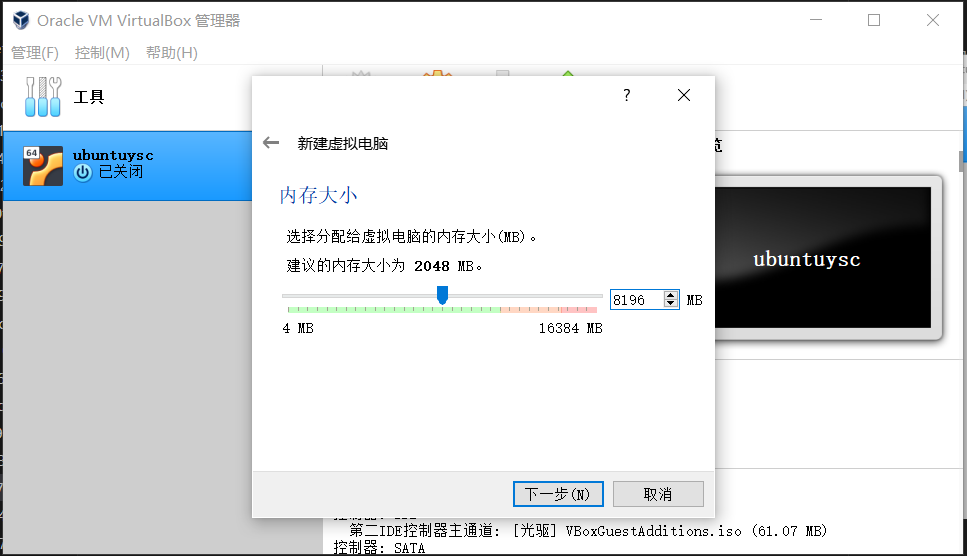 Oracle VM VirtualBox 管理器
管理(F) 控制(M) 帮助(H)
工具
64
ubuntuysc
已关闭
?
新建虚拟电脑
内存大小
选择分配给虚拟电脑的内存大小(MB)。
建议的内存大小为 2048 MB。
8196 MB
4 MB 16384 MB
下一步(N) 取消
览
ubuntuysc
第二IDE控制器主通道: [光驱] VBoxGuestAdditions.iso (61.07 MB)
控制器: SATA